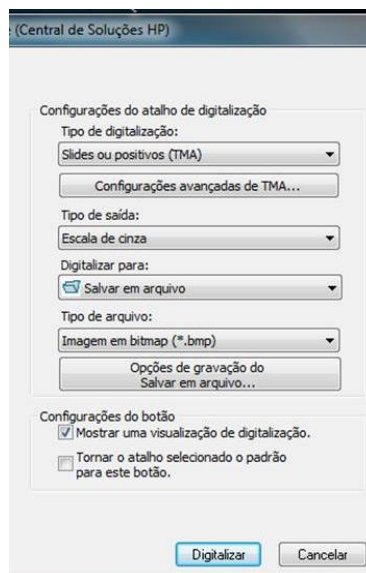 (Central de Soluções HP)
Configurações do atalho de digitalização
Tipo de digitalização:
Slides ou positivos (TMA)
Configurações avançadas de TMA...
Tipo de saída:
Escala de cinza
Digitalizar para:
Salvar em arquivo
Tipo de arquivo:
Imagem em bitmap (*.bmp)
Opções de gravação do
Salvar em arquivo...
Configurações do botão
Mostrar uma visualização de digitalização.
Tornar o atalho selecionado o padrão
para este botão.
Digitalizar Cancelar